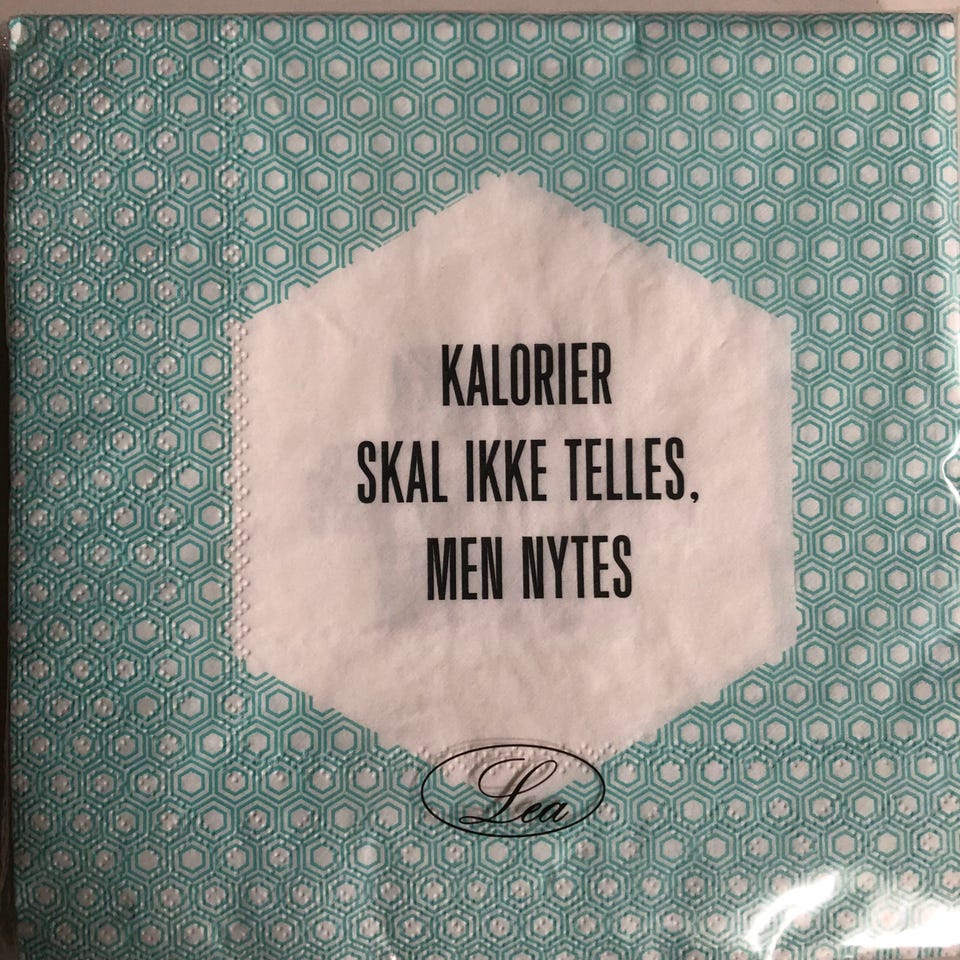 KALORIER
SKAL IKKE TELLES,
MEN NYTES
Lea